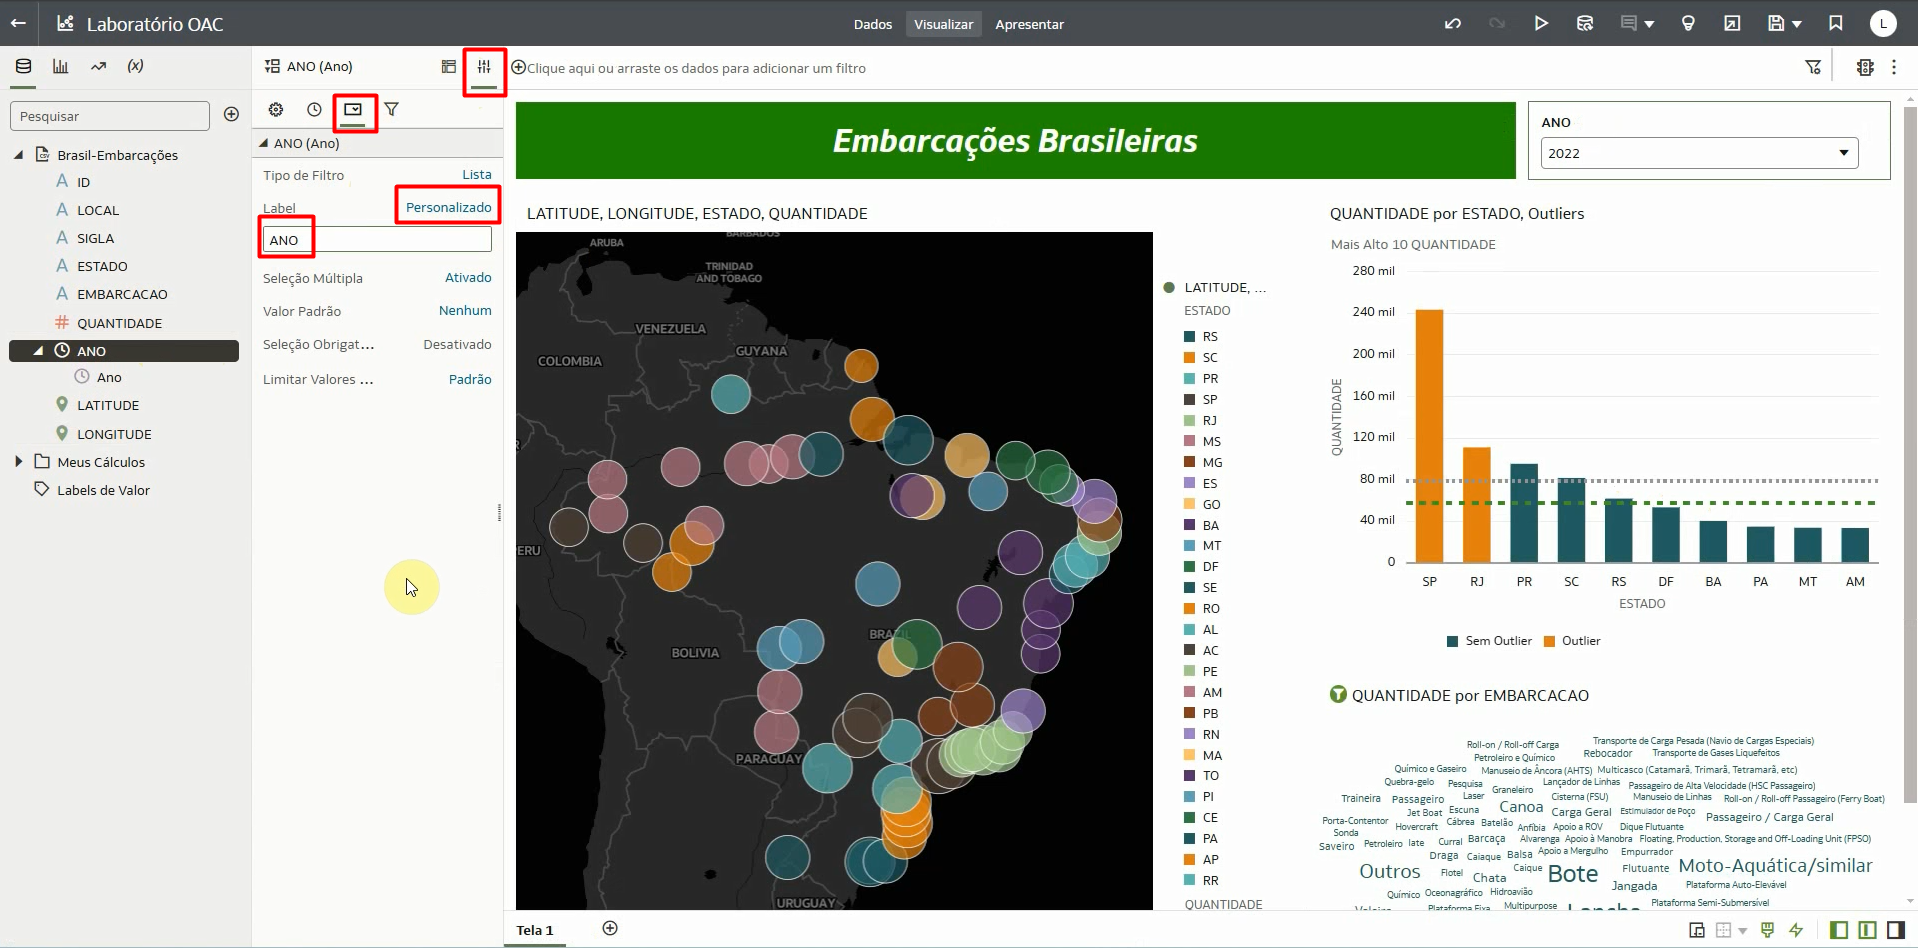 Laboratório OAC
Dados Visualizar Apresentar
L
ANO (Ano)
Clique aqui ou arraste os dados para adicionar um filtro
Pesquisar
Brasil-Embarcações
ID
LOCAL
SIGLA
ESTADO
EMBARCACAO
QUANTIDADE
ANO
Ano
LATITUDE
LONGITUDE
Meus Cálculos
Labels de Valor
ANO (Ano)
Tipo de Filtro Lista
Label Personalizado
ANO
Seleção Múltipla Ativado
Valor Padrão Nenhum
Seleção Obrigat... Desativado
Limitar Valores ... Padrão
Embarcações Brasileiras
ANO
2022
LATITUDE, LONGITUDE, ESTADO, QUANTIDADE
BARBADOS
ARUBA
TRINIDAD
AND TOBAGO
VENEZUELA
GUYANA
COLOMBIA
ERU
BRAZIL
BOLIVIA
PARAGUAY
URUGUAY
LATITUDE, ...
ESTADO
RS
SC
PR
SP
RJ
MS
MG
ES
GO
BA
MT
DF
SE
RO
AL
AC
PE
AM
PB
RN
MA
TO
PI
CE
PA
AP
RR
QUANTIDADE
QUANTIDADE por ESTADO, Outliers
Mais Alto 10 QUANTIDADE
280 mil
240 mil
200 mil
160 mil
120 mil
80 mil
40 mil
0
QUANTIDADE
SP RJ PR SC RS DF BA PA MT AM
ESTADO
Sem Outlier Outlier
QUANTIDADE por EMBARCACAO
Roll-on / Roll-off Carga Transporte de Carga Pesada (Navio de Cargas Especiais)
Petroleiro e Químico Rebocador Transporte de Gases Liquefeitos
Químico e Gaseiro Manuseio de Âncora (AHTS) Multicasco (Catamarã, Trimarã, Tetramarã, etc)
Quebra-gelo Pesquisa Graneleiro Lançador de Linhas Passageiro de Alta Velocidade (HSC Passageiro)
Traineira Passageiro Laser Canoa Cisterna (FSU) Manuseio de Linhas Roll-on / Roll-off Passageiro (Ferry Boat)
Jet Boat Escuna Carga Geral Estimulador de Poço Passageiro / Carga Geral
Porta-Contentor Hovercraft Cábrea Batelão Anfíbia Apoio a ROV Dique Flutuante
Sonda
Saveiro Petroleiro Iate Curral Barcaça Alvarenga Apoio à Manobra Floating, Production, Storage and Off-Loading Unit (FPSO)
Draga Caiaque Balsa Apoio a Mergulho Empurrador
Outros Flotel Chata Caique Bote Flutuante Moto-Aquática/similar
Jangada Plataforma Auto-Elevável
Químico Oceanográfico Hidroavião
Veleiro Plataforma Fixa Multipurpose Lancha Plataforma Semi-Submersível
Tela 1